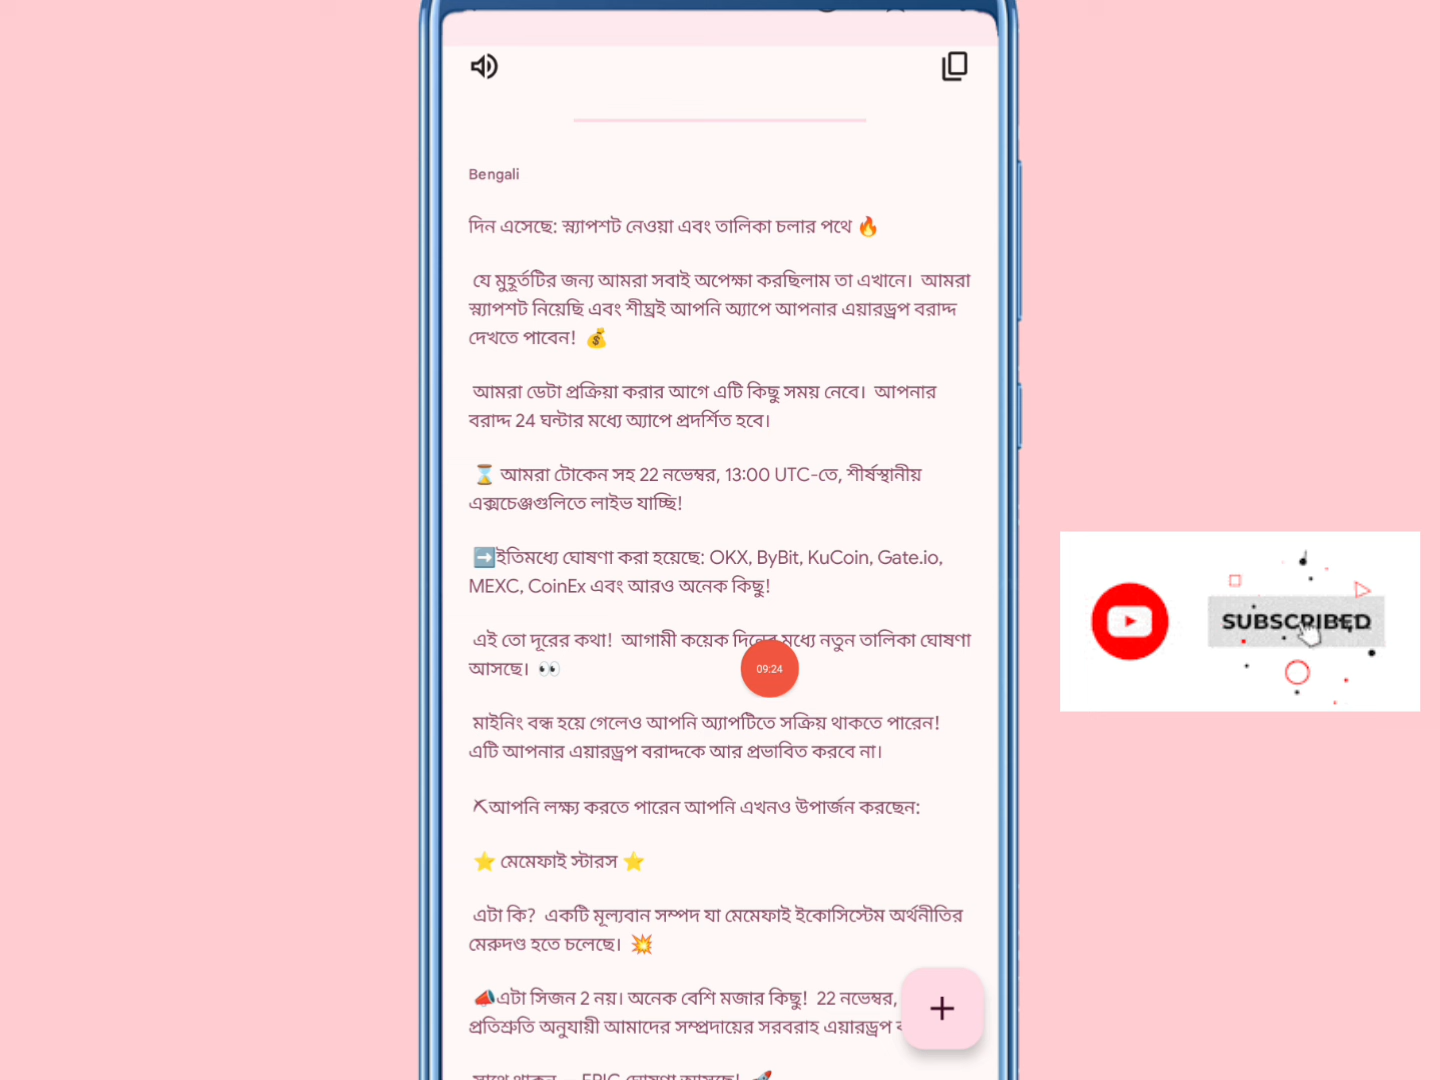 Bengali
দিন এসেছে: স্ন্যাপশট নেওয়া এবং তালিকা চলার পথে 🔥
যে মুহূর্তটির জন্য আমরা সবাই অপেক্ষা করছিলাম তা এখানে। আমরা
স্ন্যাপশট নিয়েছি এবং শীঘ্রই আপনি অ্যাপে আপনার এয়ারড্রপ বরাদ্দ
দেখতে পাবেন! 💰
আমরা ডেটা প্রক্রিয়া করার আগে এটি কিছু সময় নেবে। আপনার
বরাদ্দ 24 ঘন্টার মধ্যে অ্যাপে প্রদর্শিত হবে।
⌛ আমরা টোকেন সহ 22 নভেম্বর, 13:00 UTC-তে, শীর্ষস্থানীয়
এক্সচেঞ্জগুলিতে লাইভ যাচ্ছি!
➡️ইতিমধ্যে ঘোষণা করা হয়েছে: OKX, ByBit, KuCoin, Gate.io,
MEXC, CoinEx এবং আরও অনেক কিছু!
এই তো দূরের কথা! আগামী কয়েক দিনের মধ্যে নতুন তালিকা ঘোষণা
আসছে। 👀
09:24
মাইনিং বন্ধ হয়ে গেলেও আপনি অ্যাপটিতে সক্রিয় থাকতে পারেন!
এটি আপনার এয়ারড্রপ বরাদ্দকে আর প্রভাবিত করবে না।
⛏আপনি লক্ষ্য করতে পারেন আপনি এখনও উপার্জন করছেন:
⭐ মেমেফাই স্টারস ⭐
এটা কি? একটি মূল্যবান সম্পদ যা মেমেফাই ইকোসিস্টেম অর্থনীতির
মেরুদণ্ড হতে চলেছে। 💥
📣এটা সিজন 2 নয়। অনেক বেশি মজার কিছু! 22 নভেম্বর,
প্রতিশ্রুতি অনুযায়ী আমাদের সম্প্রদায়ের সরবরাহ এয়ারড্রপ
সাথে থাকুন — EPIC ঘোষণা আসছে! 🚀
SUBSCRIBED